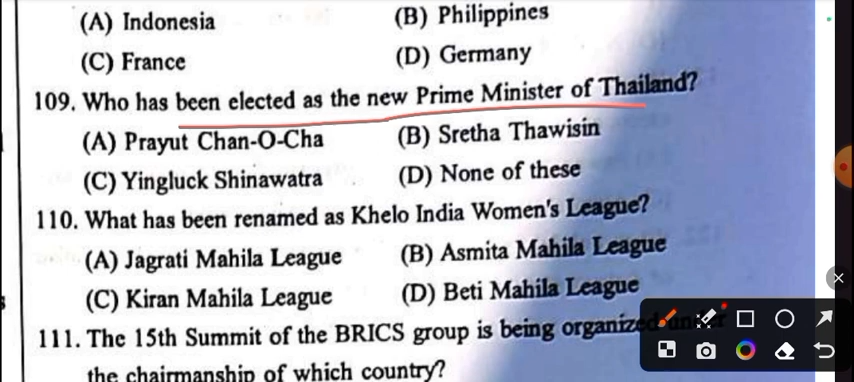 (A) Indonesia (B) Philippines
(C) France (D) Germany
109. Who has been elected as the new Prime Minister of Thailand?
(A) Prayut Chan-O-Cha (B) Sretha Thawisin
(C) Yingluck Shinawatra (D) None of these
110. What has been renamed as Khelo India Women's League?
(A) Jagrati Mahila League (B) Asmita Mahila League
(C) Kiran Mahila League (D) Beti Mahila League
111. The 15th Summit of the BRICS group is being organized
the chairmanship of which country?